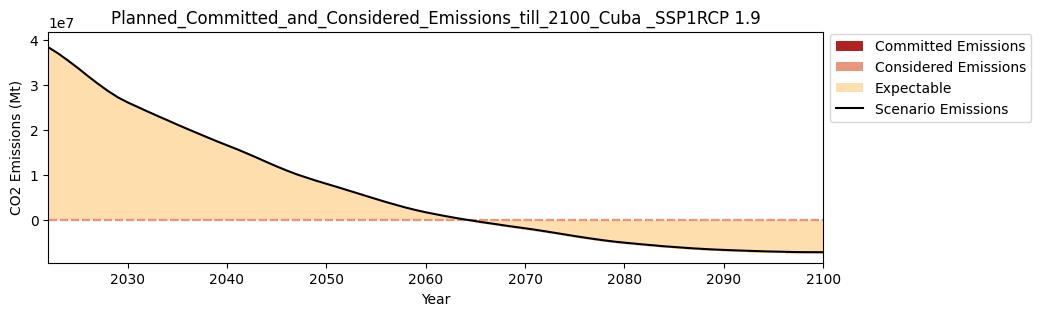 Planned_Committed_and_Considered_Emissions_till_2100_Cuba _SSP1RCP 1.9
1e7
4
3
2
1
0
CO2 Emissions (Mt)
2030 2040 2050 2060 2070 2080 2090 2100
Year
Committed Emissions
Considered Emissions
Expectable
Scenario Emissions